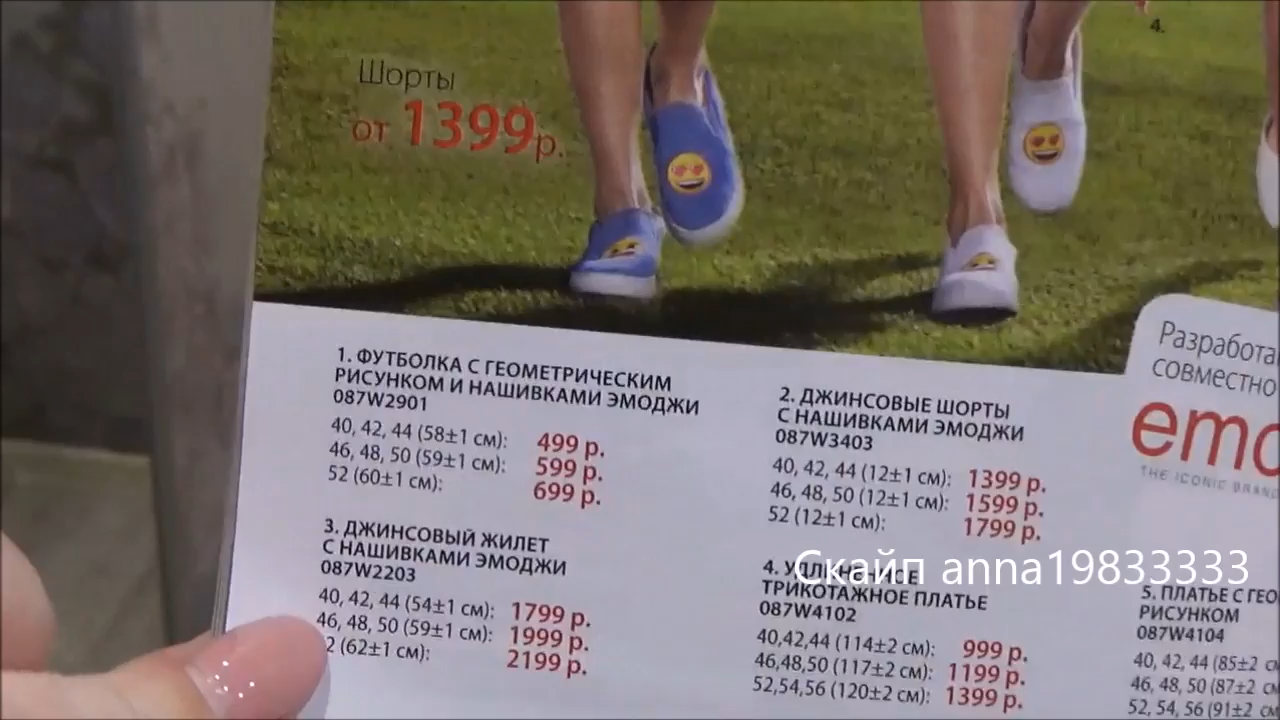 4.
Шорты
от 1399р.
1. ФУТБОЛКА С ГЕОМЕТРИЧЕСКИМ
РИСУНКОМ И НАШИВКАМИ ЭМОДЖИ
087W2901
40, 42, 44 (58±1 см): 499 р.
46, 48, 50 (59±1 см): 599 р.
52 (60±1 см): 699 р.
2. ДЖИНСОВЫЕ ШОРТЫ
С НАШИВКАМИ ЭМОДЖИ
087W3403
40, 42, 44 (12±1 см): 1399 р.
46, 48, 50 (12±1 см): 1599 р.
52 (12±1 см): 1799 р.
3. ДЖИНСОВЫЙ ЖИЛЕТ
С НАШИВКАМИ ЭМОДЖИ
087W2203
40, 42, 44 (54±1 см): 1799 р.
46, 48, 50 (59±1 см): 1999 р.
2 (62±1 см): 2199 р.
4.
ТРИКОТАЖНОЕ ПЛАТЬЕ
087W4102
40,42,44 (114±2 см): 999 р.
46,48,50 (117±2 см): 1199 р.
52,54,56 (120±2 см): 1399 р.
Разработа
совместно
emo
THE ICONIC BRAND
5. ПЛАТЬЕ С ГЕО
РИСУНКОМ
087W4104
40, 42, 44 (85±2 см
46, 48, 50 (87±2 см
52, 54, 56 (91±2 см
Скайп anna19833333